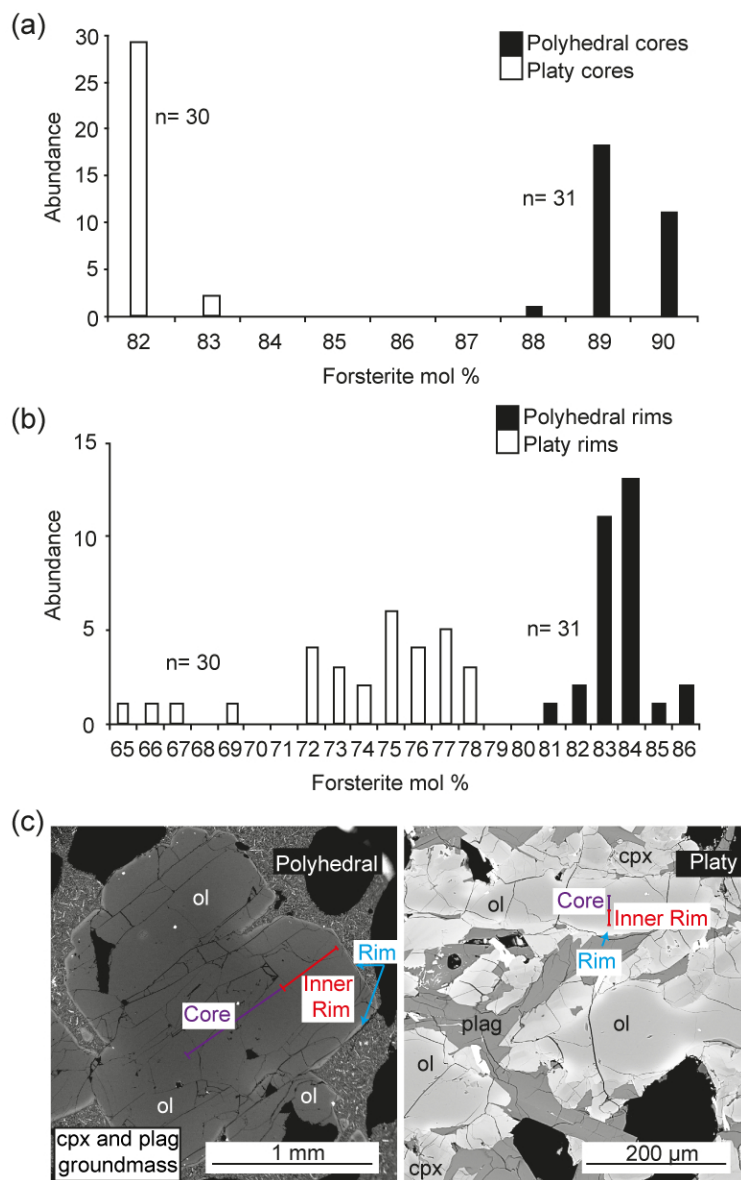 (a)
30
25
20
15
10
5
0
Abundance
Polyhedral cores
Platy cores
n= 30
n= 31
82 83 84 85 86 87 88 89 90
Forsterite mol %
(b)
15
10
5
0
Abundance
Polyhedral rims
Platy rims
n= 30
n= 31
65 66 67 68 69 70 71 72 73 74 75 76 77 78 79 80 81 82 83 84 85 86
Forsterite mol %
(c)
Polyhedral
ol
Rim
Inner
Rim
Core
ol
ol
cpx and plag
groundmass
1 mm
cpx
Platy
ol
Core
Inner Rim
Rim
plag
ol
ol
cpx
200 µm